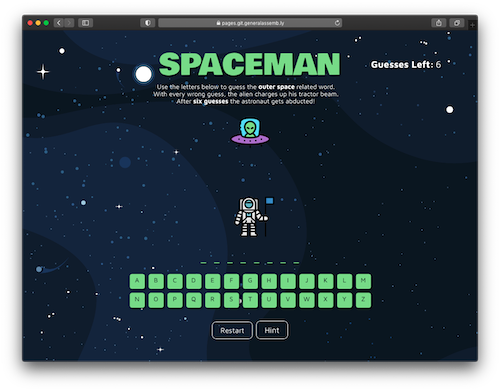 pages.git.generalassemb.ly
SPACEMAN
Guesses Left: 6
Use the letters below to guess the outer space related word.
With every wrong guess, the alien charges up his tractor beam.
After six guesses the astronaut gets abducted!
_ _ _ _ _ _ _ _
A B C D E F G H I J K L M
N O P Q R S T U V W X Y Z
Restart Hint